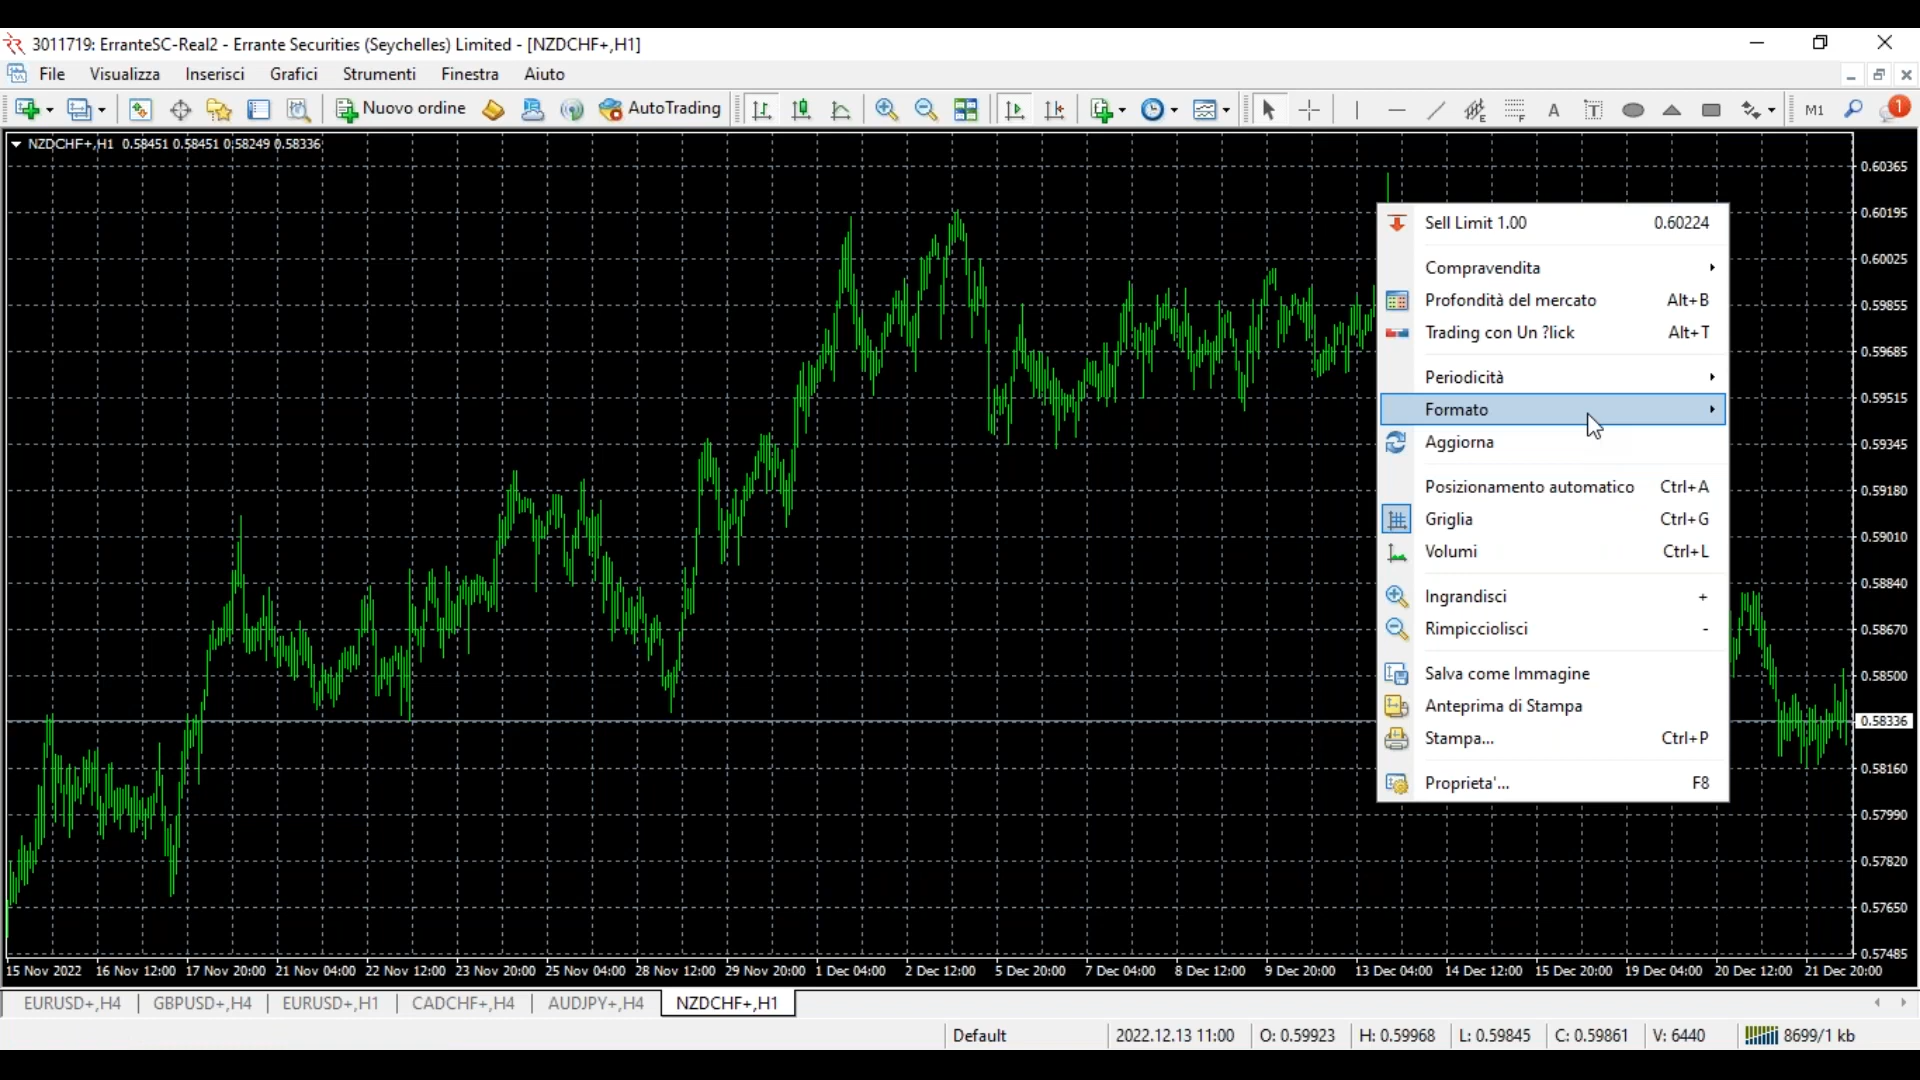 3011719: ErranteSC-Real2 - Errante Securities (Seychelles) Limited - [NZDCHF+,H1]
File Visualizza Inserisci Grafici Strumenti Finestra Aiuto
Nuovo ordine AutoTrading A T M1 1
NZDCHF+,H1 0.58451 0.58451 0.58249 0.58336
0.60365
0.60195
0.60025
0.59855
0.59685
0.59515
0.59345
0.59180
0.59010
0.58840
0.58670
0.58500
0.58336
0.58160
0.57990
0.57820
0.57650
0.57485
Sell Limit 1.00 0.60224
Compravendita
Profondità del mercato Alt+B
Trading con Un ?lick Alt+T
Periodicità
Formato
Aggiorna
Posizionamento automatico Ctrl+A
Griglia Ctrl+G
Volumi Ctrl+L
Ingrandisci +
Rimpicciolisci -
Salva come Immagine
Anteprima di Stampa
Stampa... Ctrl+P
Proprieta'... F8
15 Nov 2022 16 Nov 12:00 17 Nov 20:00 21 Nov 04:00 22 Nov 12:00 23 Nov 20:00 25 Nov 04:00 28 Nov 12:00 29 Nov 20:00 1 Dec 04:00 2 Dec 12:00 5 Dec 20:00 7 Dec 04:00 8 Dec 12:00 9 Dec 20:00 13 Dec 04:00 14 Dec 12:00 15 Dec 20:00 19 Dec 04:00 20 Dec 12:00 21 Dec 20:00
EURUSD+,H4 GBPUSD+,H4 EURUSD+,H1 CADCHF+,H4 AUDJPY+,H4 NZDCHF+,H1
Default 2022.12.13 11:00 O: 0.59923 H: 0.59968 L: 0.59845 C: 0.59861 V: 6440 8699/1 kb